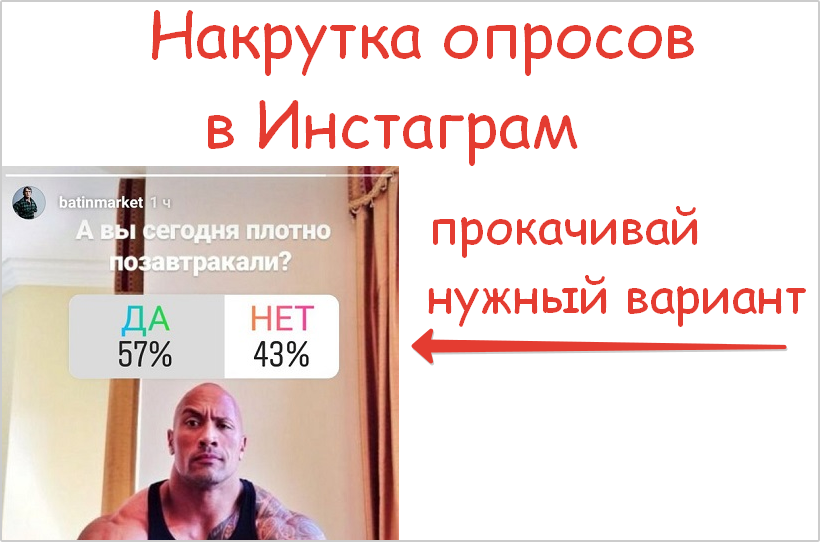 Накрутка опросов
в Инстаграм
batinmarket 1 ч
А вы сегодня плотно
позавтракали?
ДА НЕТ
57% 43%
прокачивай
нужный вариант